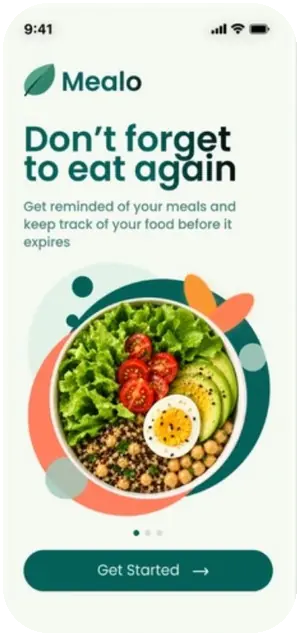 9:41
Mealo
Don’t forget
to eat again
Get reminded of your meals and
keep track of your food before it
expires
Get Started →